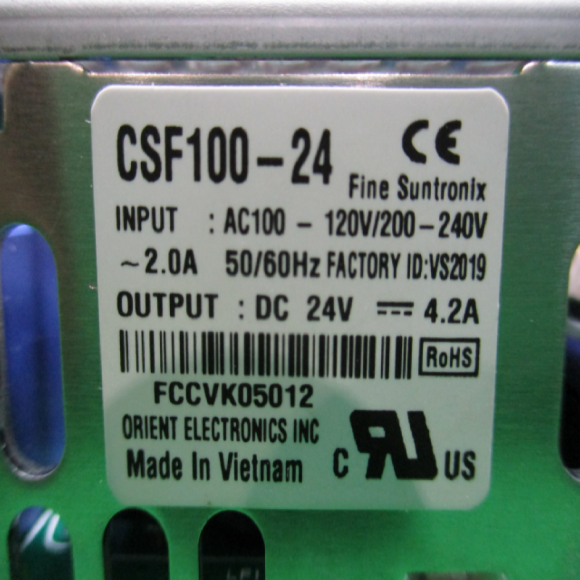 CSF100-24
CE
Fine Suntronix
INPUT : AC100 - 120V/200-240V
~2.0A 50/60Hz FACTORY ID:VS2019
OUTPUT : DC 24V ⎓ 4.2A
RoHS
FCCVK05012
ORIENT ELECTRONICS INC
Made In Vietnam
C UR US